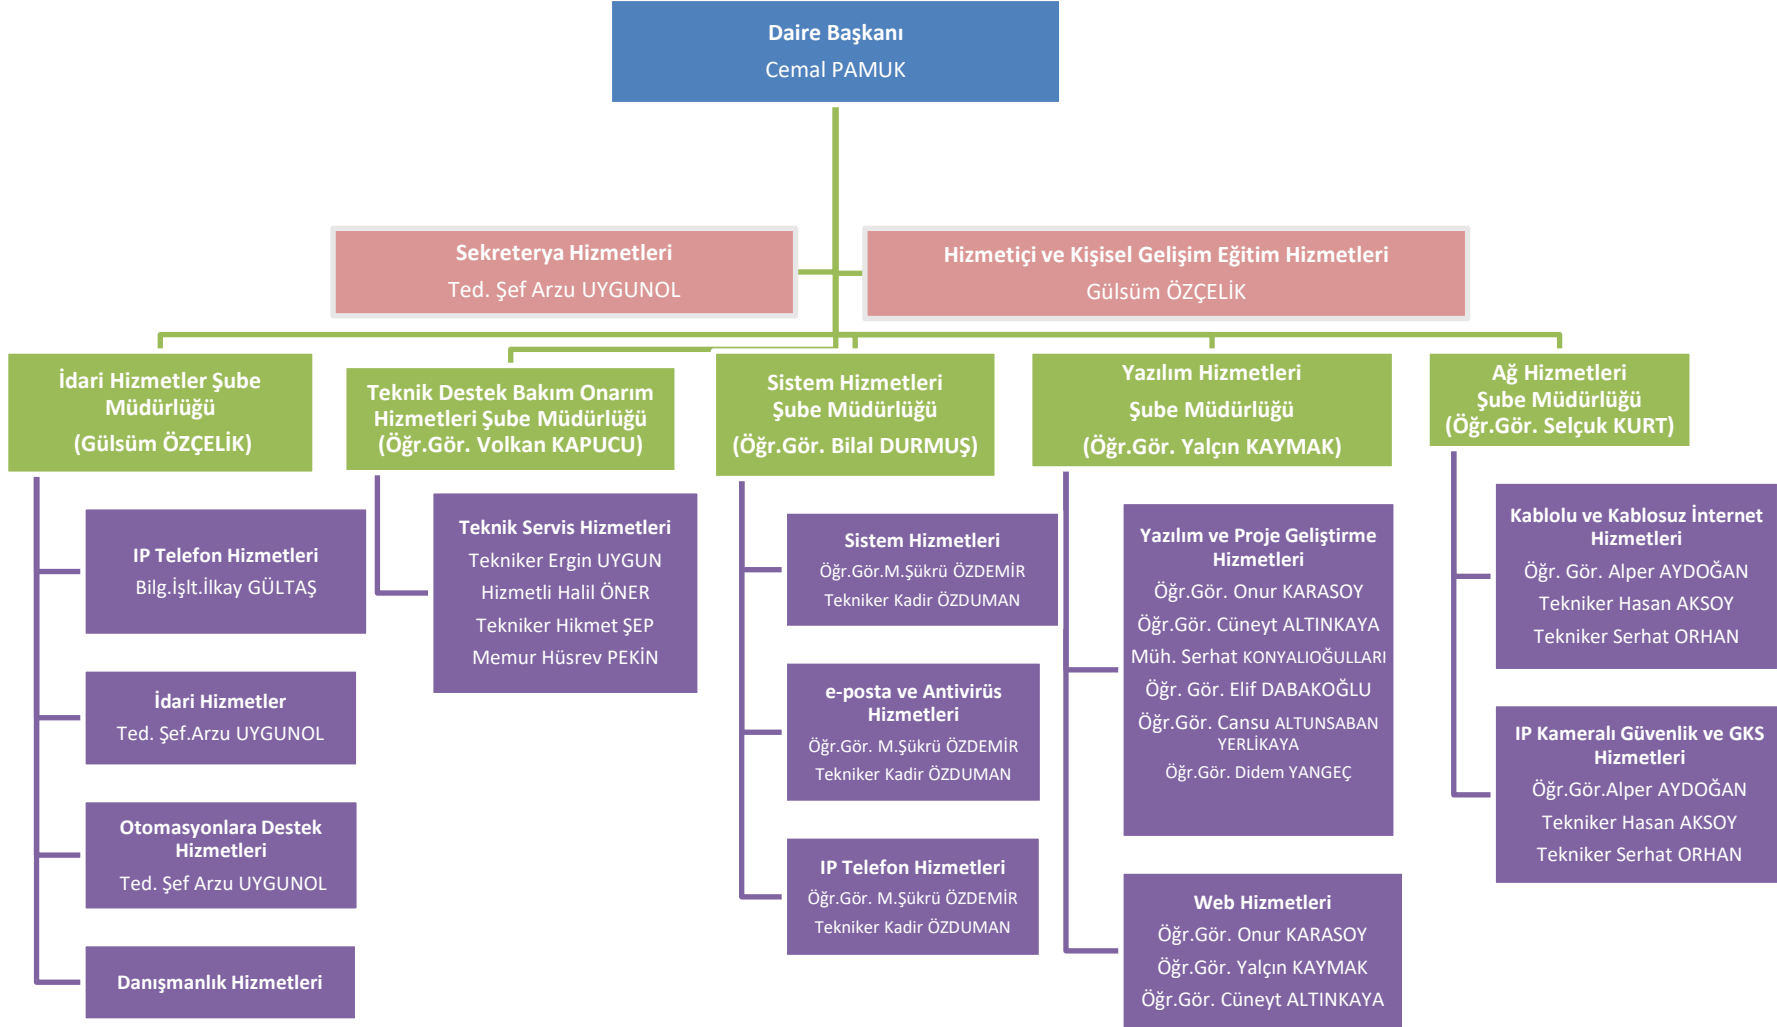 Daire Başkanı
Cemal PAMUK
Sekreterya Hizmetleri
Ted. Şef Arzu UYGUNOL
Hizmetiçi ve Kişisel Gelişim Eğitim Hizmetleri
Gülsüm ÖZÇELİK
İdari Hizmetler Şube
Müdürlüğü
(Gülsüm ÖZÇELİK)
IP Telefon Hizmetleri
Bilg.İşlt.İlkay GÜLTAŞ
İdari Hizmetler
Ted. Şef.Arzu UYGUNOL
Otomasyonlara Destek
Hizmetleri
Ted. Şef Arzu UYGUNOL
Danışmanlık Hizmetleri
Teknik Destek Bakım Onarım
Hizmetleri Şube Müdürlüğü
(Öğr.Gör. Volkan KAPUCU)
Teknik Servis Hizmetleri
Tekniker Ergin UYGUN
Hizmetli Halil ÖNER
Tekniker Hikmet ŞEP
Memur Hüsrev PEKİN
Sistem Hizmetleri
Şube Müdürlüğü
(Öğr.Gör. Bilal DURMUŞ)
Sistem Hizmetleri
Öğr.Gör.M.Şükrü ÖZDEMİR
Tekniker Kadir ÖZDUMAN
e-posta ve Antivirüs
Hizmetleri
Öğr.Gör. M.Şükrü ÖZDEMİR
Tekniker Kadir ÖZDUMAN
IP Telefon Hizmetleri
Öğr.Gör. M.Şükrü ÖZDEMİR
Tekniker Kadir ÖZDUMAN
Yazılım Hizmetleri
Şube Müdürlüğü
(Öğr.Gör. Yalçın KAYMAK)
Yazılım ve Proje Geliştirme
Hizmetleri
Öğr.Gör. Onur KARASOY
Öğr.Gör. Cüneyt ALTINKAYA
Müh. Serhat KONYALIOĞULLARI
Öğr. Gör. Elif DABAKOĞLU
Öğr.Gör. Cansu ALTUNSABAN
YERLİKAYA
Öğr.Gör. Didem YANGEÇ
Web Hizmetleri
Öğr.Gör. Onur KARASOY
Öğr.Gör. Yalçın KAYMAK
Öğr.Gör. Cüneyt ALTINKAYA
Ağ Hizmetleri
Şube Müdürlüğü
(Öğr.Gör. Selçuk KURT)
Kablolu ve Kablosuz İnternet
Hizmetleri
Öğr. Gör. Alper AYDOĞAN
Tekniker Hasan AKSOY
Tekniker Serhat ORHAN
IP Kameralı Güvenlik ve GKS
Hizmetleri
Öğr.Gör.Alper AYDOĞAN
Tekniker Hasan AKSOY
Tekniker Serhat ORHAN